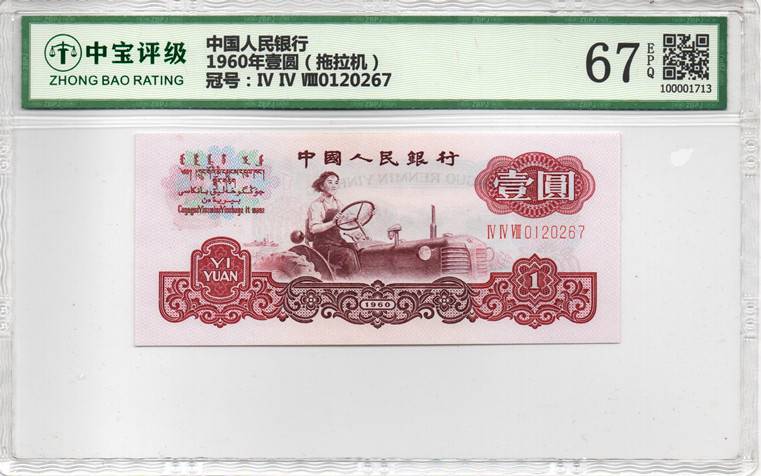 中宝评级
ZHONG BAO RATING
中国人民银行
1960年壹圆（拖拉机）
冠号：Ⅳ Ⅳ Ⅷ0120267
67
EPQ
100001713
中國人民銀行
壹圓
Ⅳ Ⅳ Ⅷ 0120267
YI
YUAN
1960
1